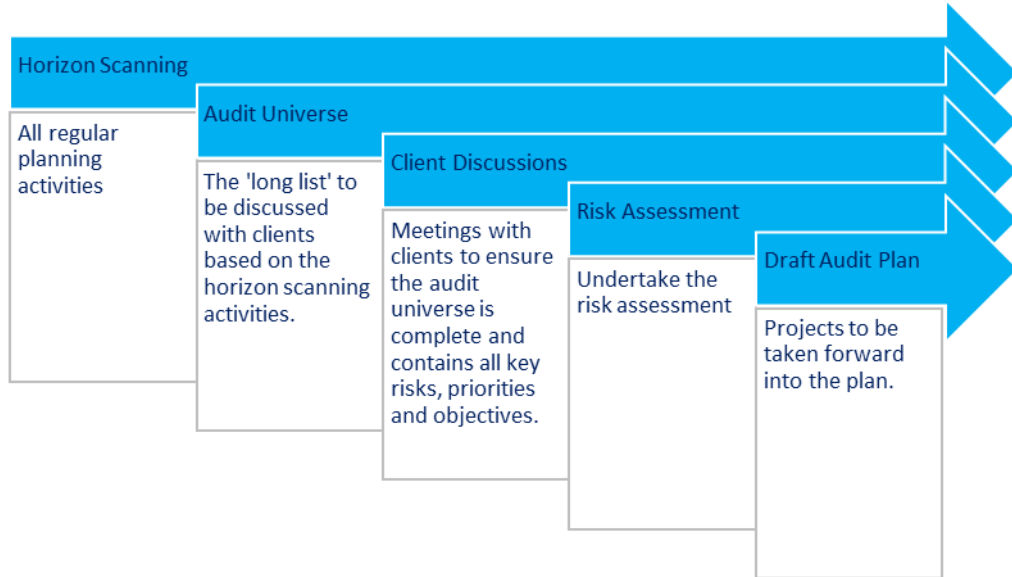 Horizon Scanning
All regular
planning
activities
Audit Universe
The 'long list' to
be discussed
with clients
based on the
horizon scanning
activities.
Client Discussions
Meetings with
clients to ensure
the audit
universe is
complete and
contains all key
risks, priorities
and objectives.
Risk Assessment
Undertake the
risk assessment
Draft Audit Plan
Projects to be
taken forward
into the plan.